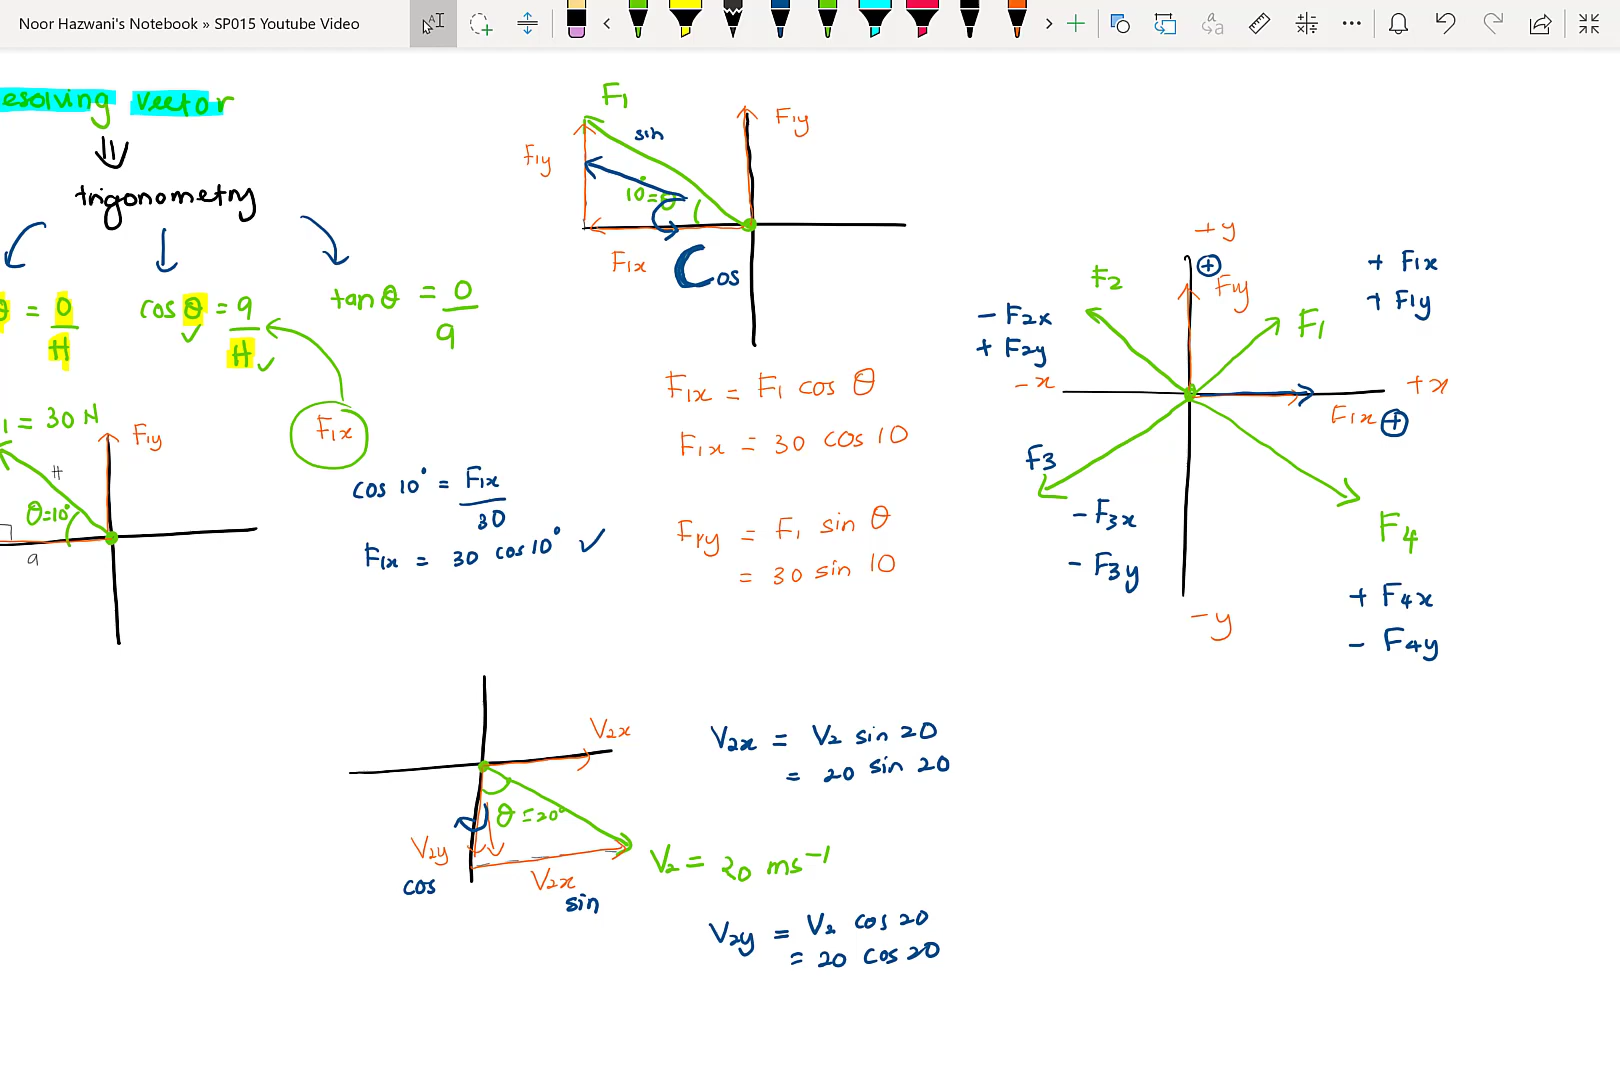 Noor Hazwani's Notebook » SP015 Youtube Video
esolving vector
trigonometry
θ = O/H
cos θ = a/H
tan θ = O/a
F1x
1 = 30 N
F1y
H
θ=10°
a
cos 10° = F1x/30
F1x = 30 cos 10° ✓
F1
sin
F1y
F1y
10°=θ
F1x
Cos
F1x = F1 cos θ
F1x = 30 cos 10
F1y = F1 sin θ
= 30 sin 10
+y
+
F1y
F2
F1
+ F1x
+ F1y
- F2x
+ F2y
-x
+x
F1x +
F3
- F3x
- F3y
F4
+ F4x
- F4y
-y
V2x
θ = 20°
V2y
cos
V2x
sin
V2 = 20 ms⁻¹
V2x = V2 sin 20
= 20 sin 20
V2y = V2 cos 20
= 20 cos 20